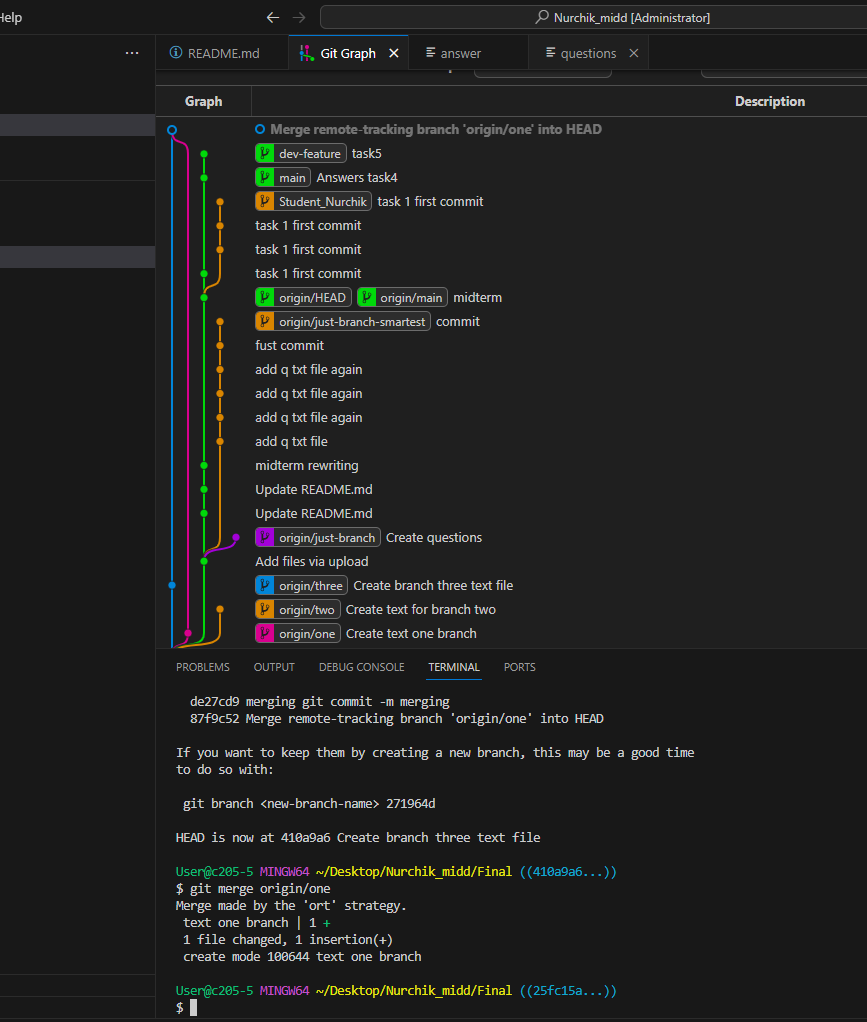 Help
Nurchik_midd [Administrator]
README.md
Git Graph
answer
questions
Graph
Description
Merge remote-tracking branch 'origin/one' into HEAD
dev-feature task5
main Answers task4
Student_Nurchik task 1 first commit
task 1 first commit
task 1 first commit
task 1 first commit
origin/HEAD origin/main midterm
origin/just-branch-smartest commit
fust commit
add q txt file again
add q txt file again
add q txt file again
add q txt file
midterm rewriting
Update README.md
Update README.md
origin/just-branch Create questions
Add files via upload
origin/three Create branch three text file
origin/two Create text for branch two
origin/one Create text one branch
PROBLEMS OUTPUT DEBUG CONSOLE TERMINAL PORTS
de27cd9 merging git commit -m merging
87f9c52 Merge remote-tracking branch 'origin/one' into HEAD
If you want to keep them by creating a new branch, this may be a good time
to do so with:
git branch <new-branch-name> 271964d
HEAD is now at 410a9a6 Create branch three text file
User@c205-5 MINGW64 ~/Desktop/Nurchik_midd/Final ((410a9a6...))
$ git merge origin/one
Merge made by the 'ort' strategy.
text one branch | 1 +
1 file changed, 1 insertion(+)
create mode 100644 text one branch
User@c205-5 MINGW64 ~/Desktop/Nurchik_midd/Final ((25fc15a...))
$